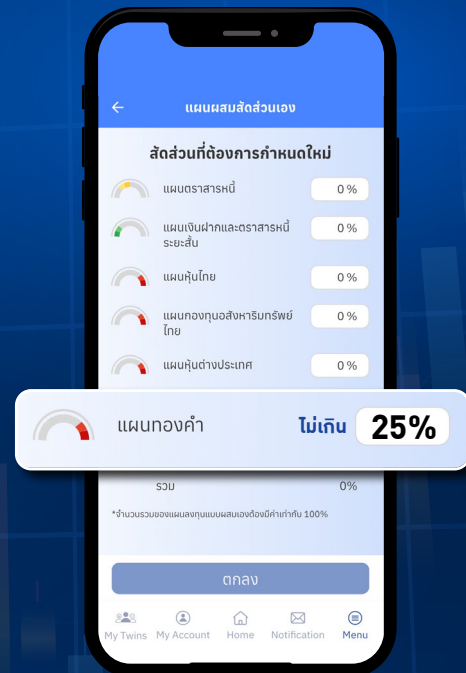 แผนผสมสัดส่วนเอง
สัดส่วนที่ต้องการกำหนดใหม่
แผนตราสารหนี้ 0 %
แผนเงินฝากและตราสารหนี้ 0 %
ระยะสั้น
แผนหุ้นไทย 0 %
แผนกองทุนอสังหาริมทรัพย์ 0 %
ไทย
แผนหุ้นต่างประเทศ 0 %
แผนทองคำ ไม่เกิน 25%
รวม 0%
*จำนวนรวมของแผนลงทุนแบบผสมเองต้องมีค่าเท่ากับ 100%
ตกลง
My Twins My Account Home Notification Menu